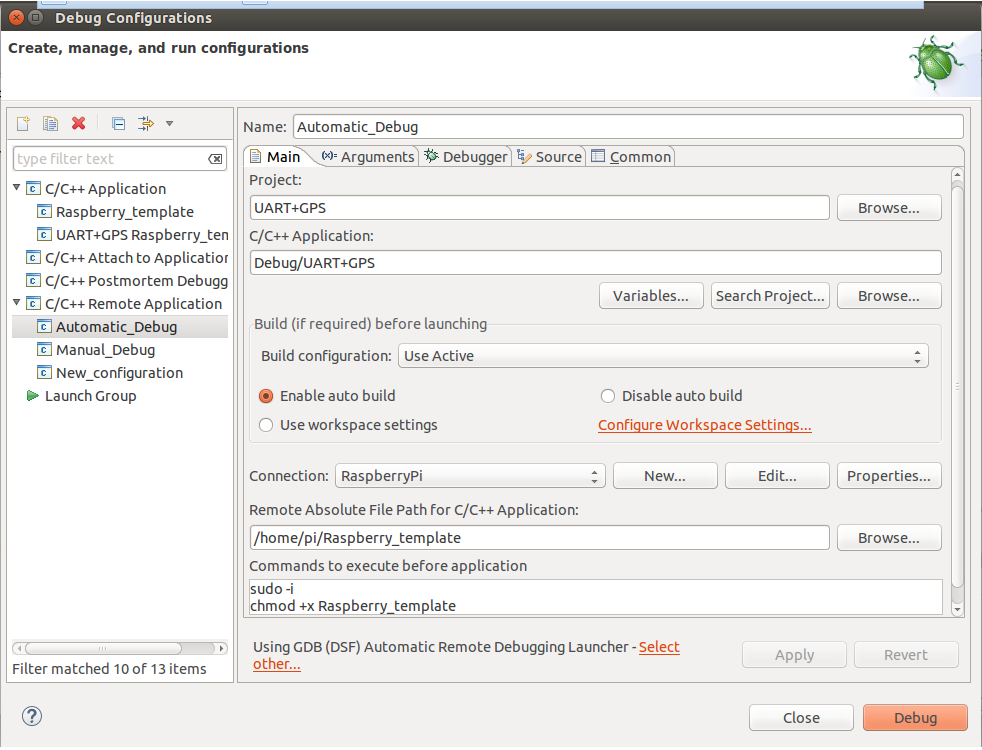 Debug Configurations
Create, manage, and run configurations
type filter text
C/C++ Application
Raspberry_template
UART+GPS Raspberry_ten
C/C++ Attach to Application
C/C++ Postmortem Debugg
C/C++ Remote Application
Automatic_Debug
Manual_Debug
New_configuration
Launch Group
Filter matched 10 of 13 items
Name: Automatic_Debug
Main (x)= Arguments Debugger Source Common
Project:
UART+GPS Browse...
C/C++ Application:
Debug/UART+GPS
Variables... Search Project... Browse...
Build (if required) before launching
Build configuration: Use Active
Enable auto build Disable auto build
Use workspace settings Configure Workspace Settings...
Connection: RaspberryPi New... Edit... Properties...
Remote Absolute File Path for C/C++ Application:
/home/pi/Raspberry_template Browse...
Commands to execute before application
sudo -i
chmod +x Raspberry_template
Using GDB (DSF) Automatic Remote Debugging Launcher - Select
other...
Apply Revert
? Close Debug